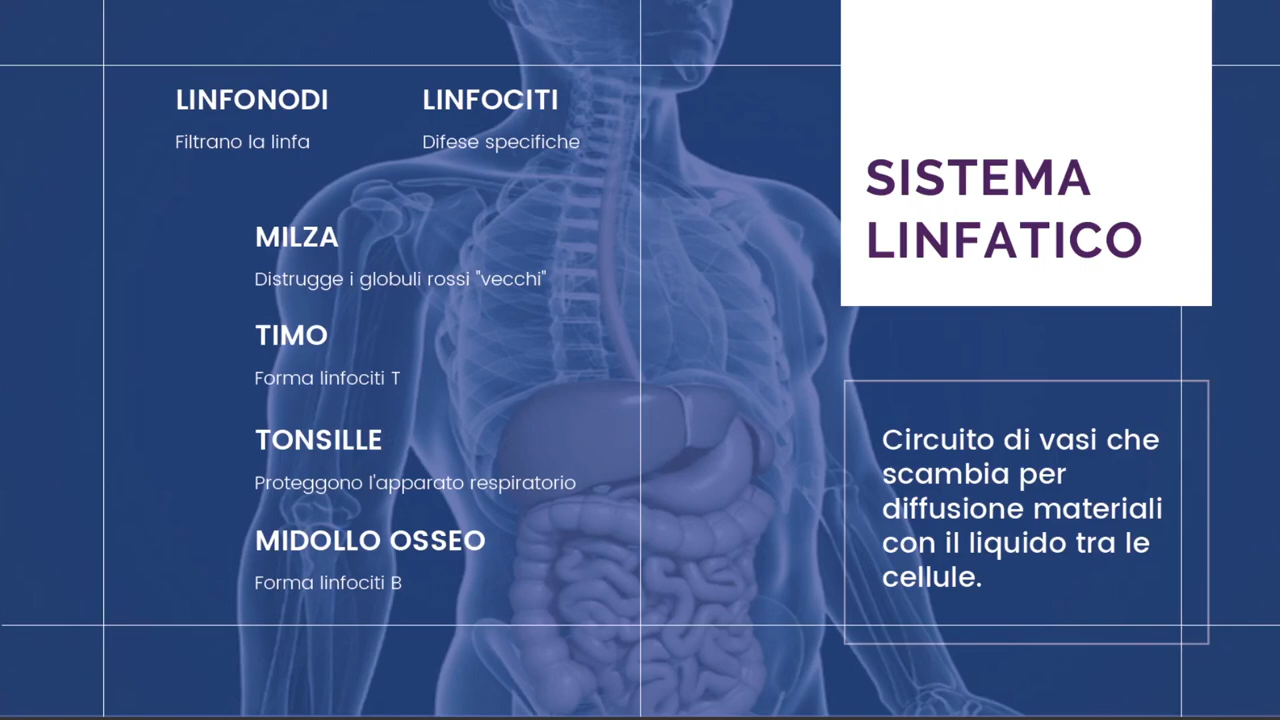 LINFONODI
Filtrano la linfa
LINFOCITI
Difese specifiche
MILZA
Distrugge i globuli rossi "vecchi"
TIMO
Forma linfociti T
TONSILLE
Proteggono l'apparato respiratorio
MIDOLLO OSSEO
Forma linfociti B
SISTEMA
LINFATICO
Circuito di vasi che
scambia per
diffusione materiali
con il liquido tra le
cellule.